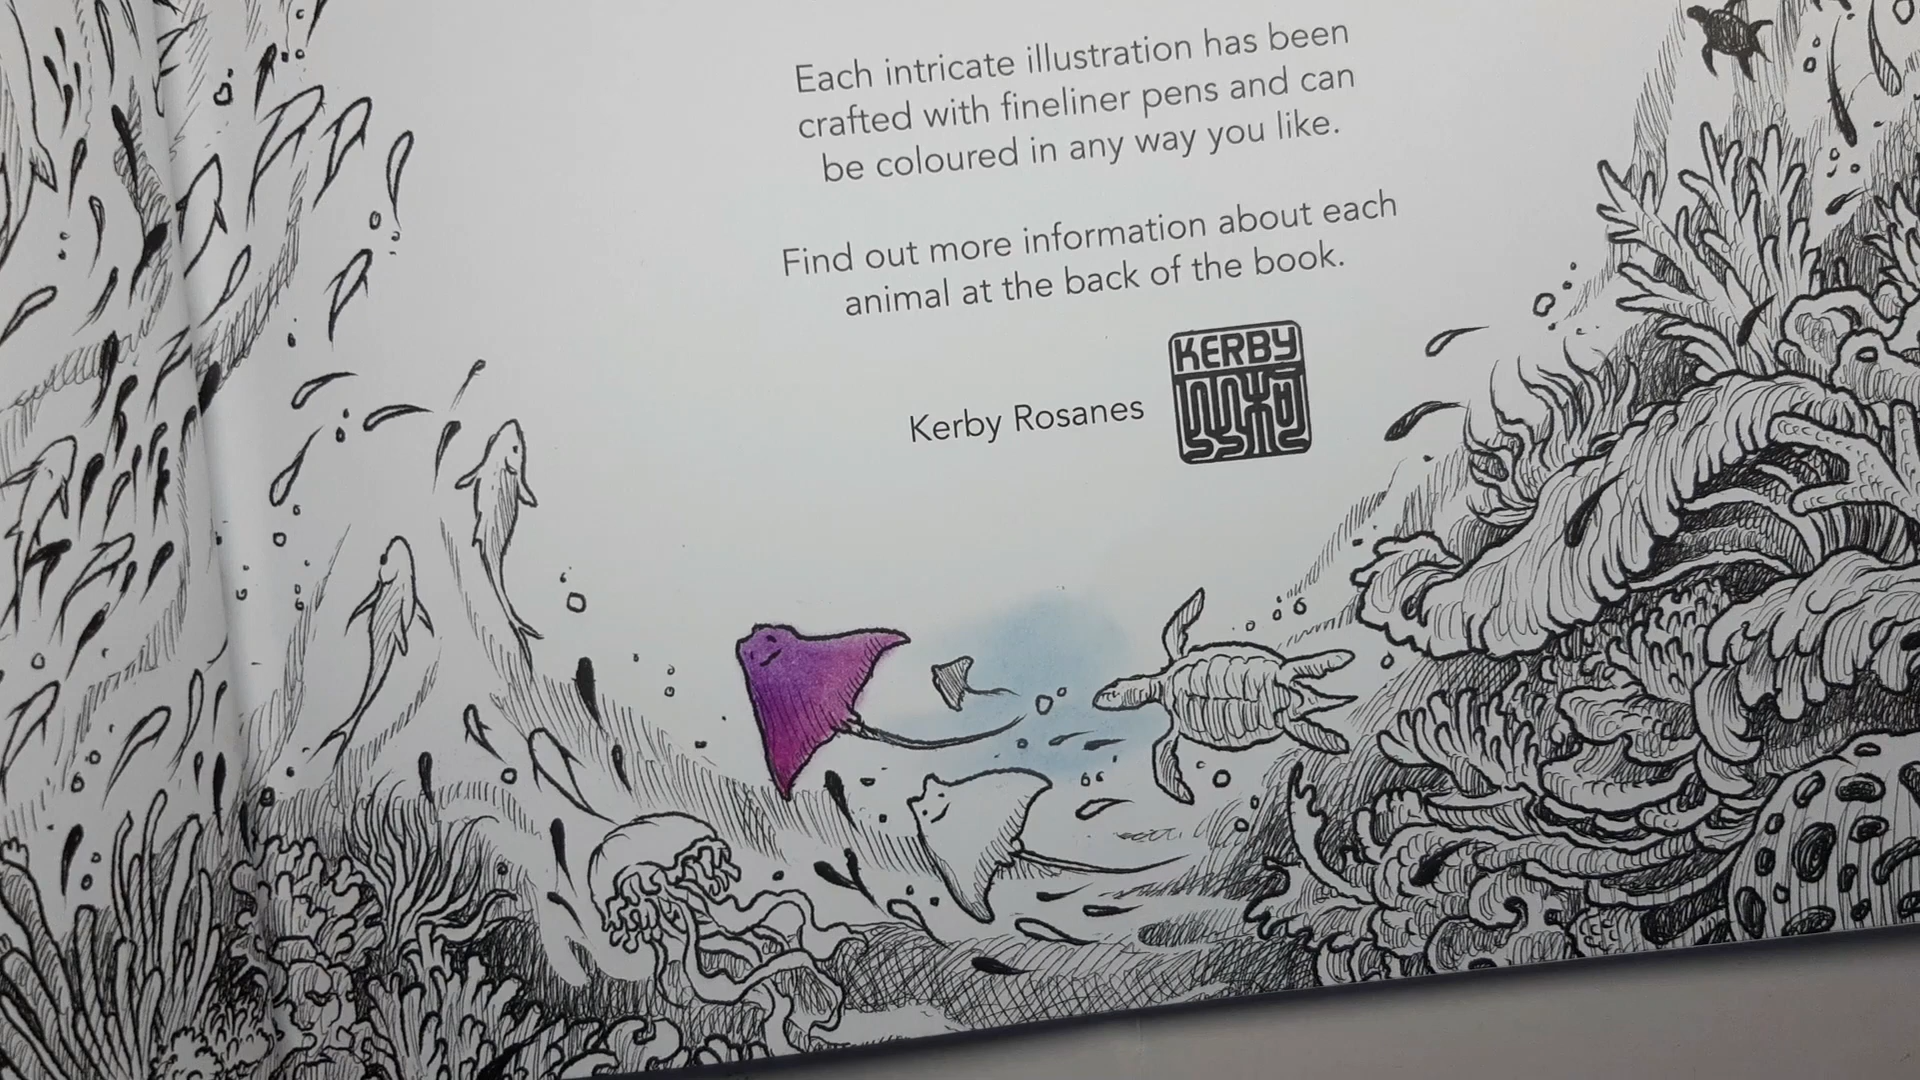 Each intricate illustration has been
crafted with fineliner pens and can
be coloured in any way you like.
Find out more information about each
animal at the back of the book.
Kerby Rosanes
KERBY